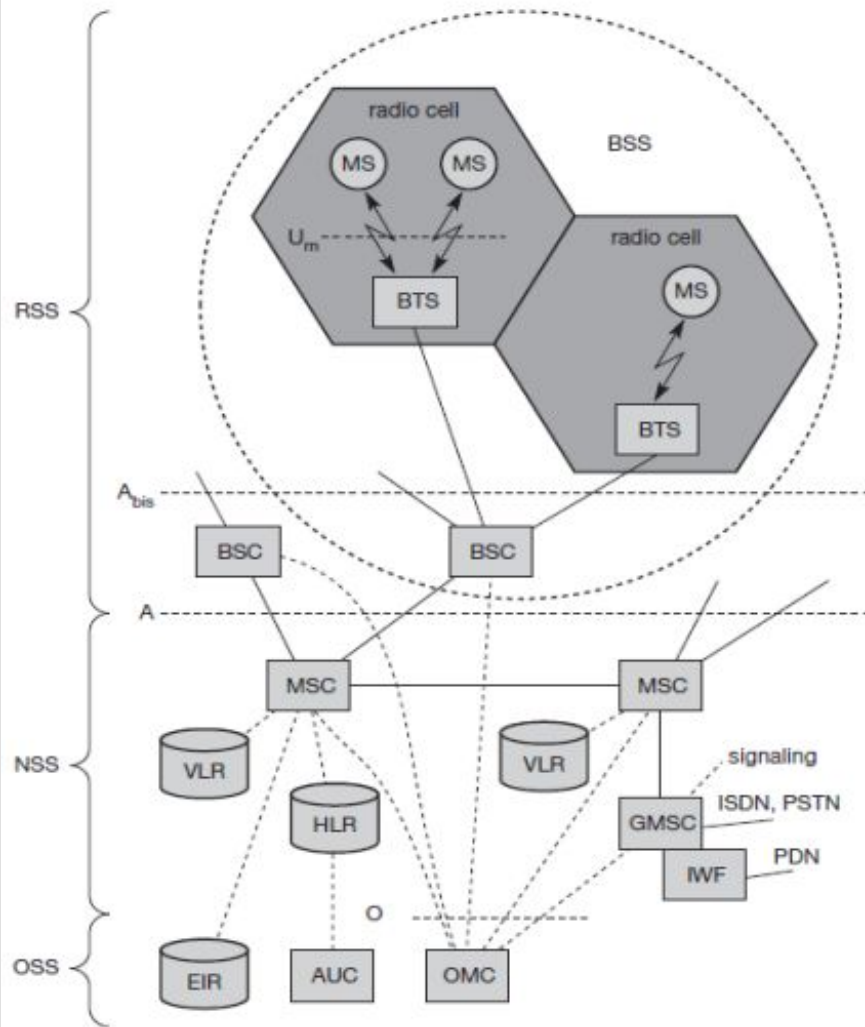 radio cell
BSS
MS
MS
U_m
radio cell
BTS
MS
RSS
BTS
A_bis
BSC
BSC
A
MSC
MSC
NSS
VLR
VLR
signaling
HLR
GMSC
ISDN, PSTN
IWF
PDN
O
OSS
EIR
AUC
OMC